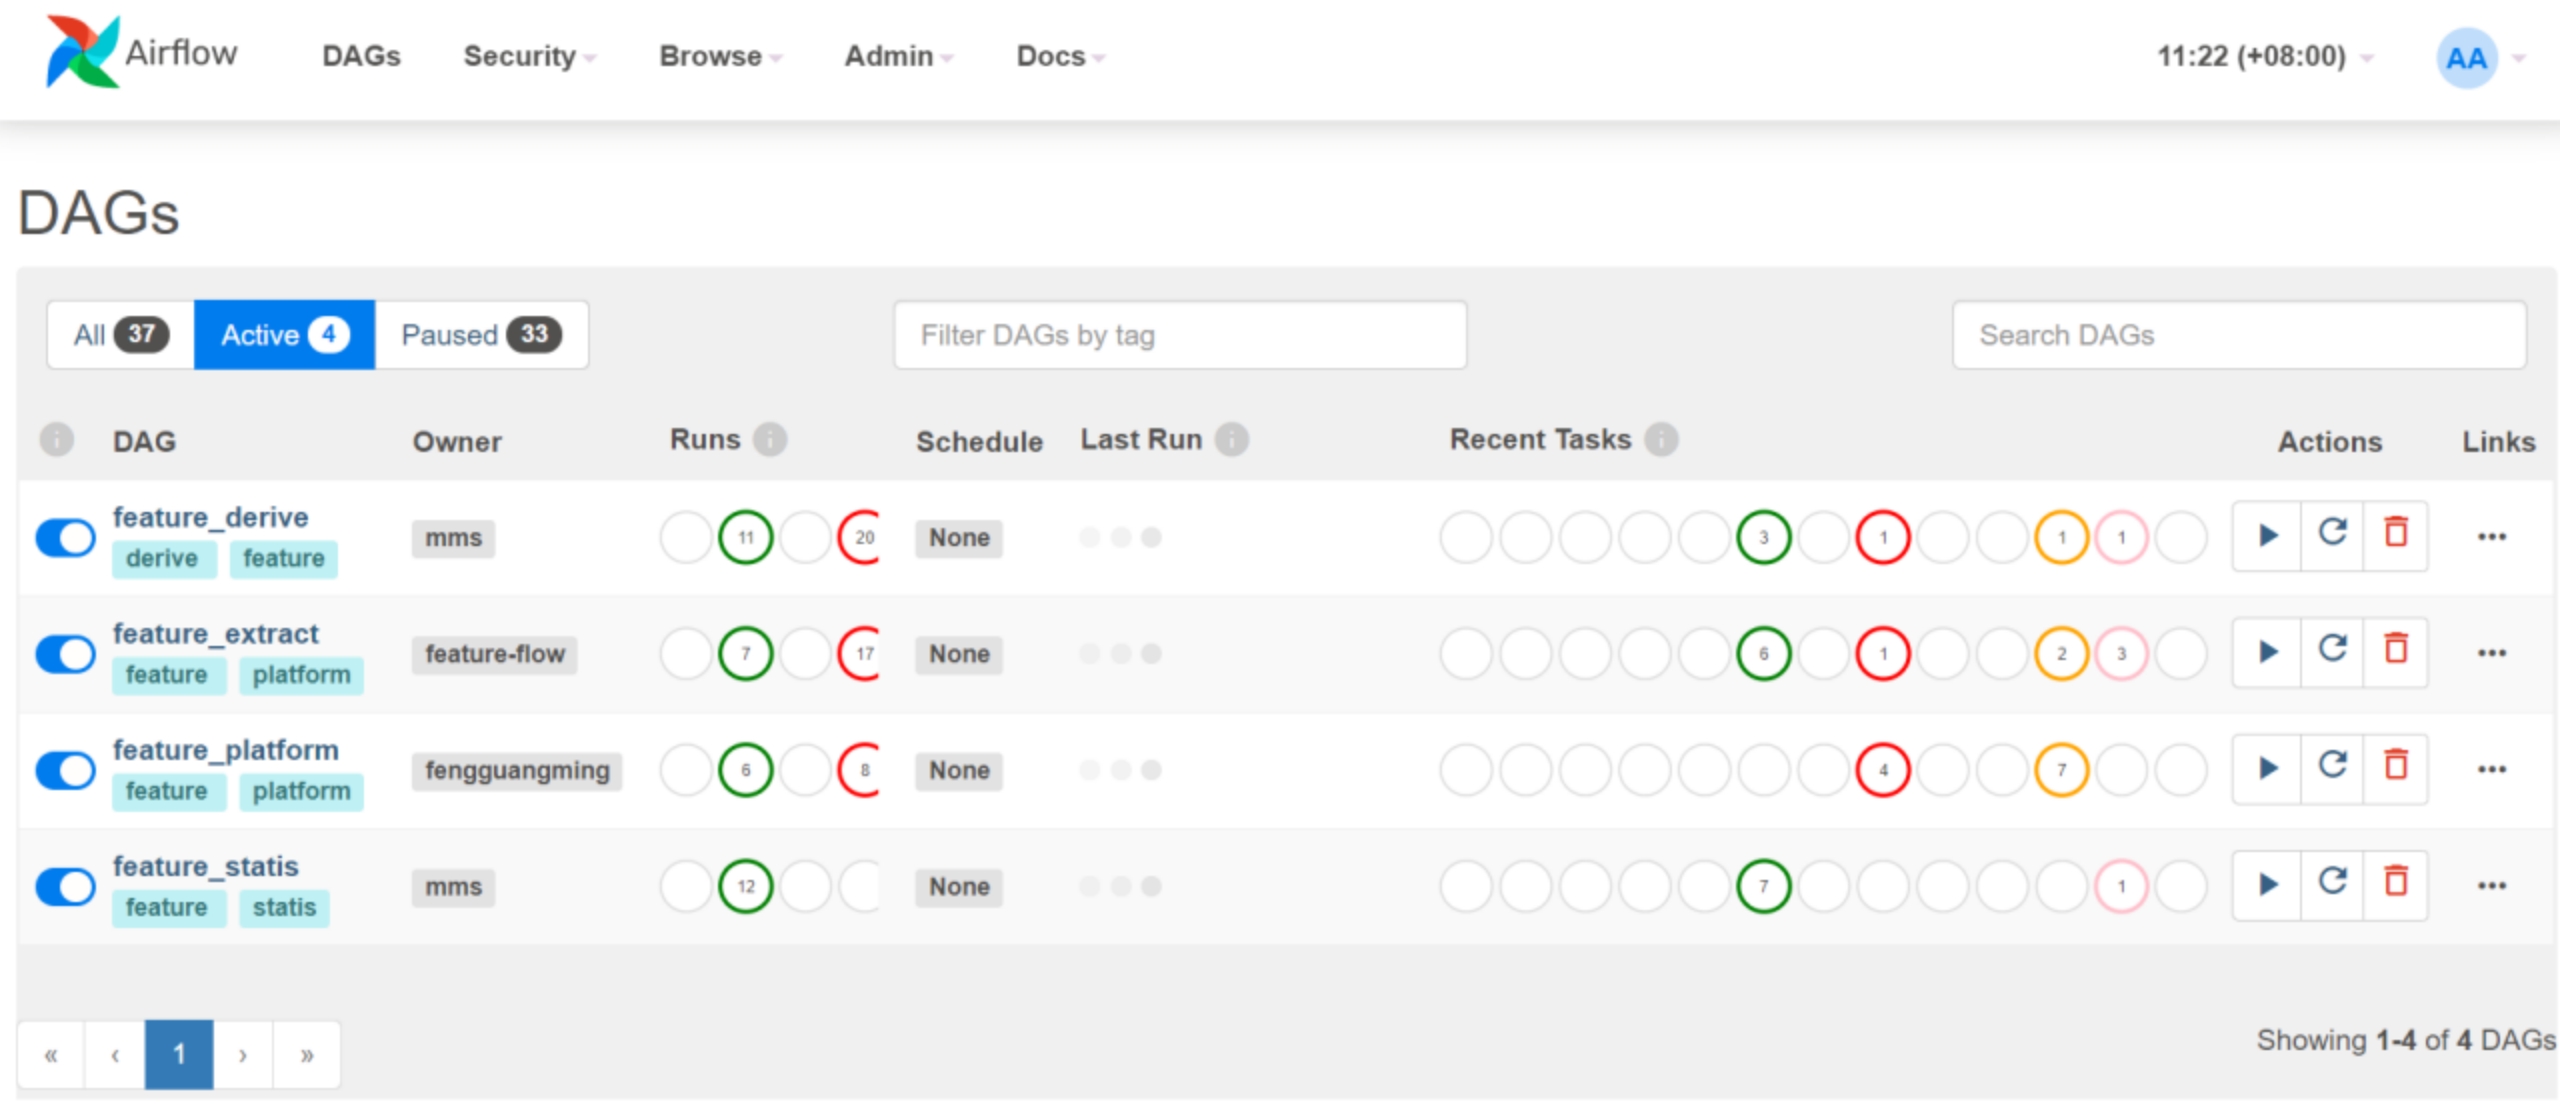 Airflow DAGs Security Browse Admin Docs 11:22 (+08:00) AA
DAGs
All 37 Active 4 Paused 33 Filter DAGs by tag Search DAGs
i DAG Owner Runs i Schedule Last Run i Recent Tasks i Actions Links
feature_derive
mms 11 20 None 3 1 1 1 ...
derive feature
feature_extract
feature-flow 7 17 None 6 1 2 3 ...
feature platform
feature_platform
fengguangming 6 8 None 4 7 ...
feature platform
feature_statis
mms 12 None 7 1 ...
feature statis
« ‹ 1 › »
Showing 1-4 of 4 DAGs